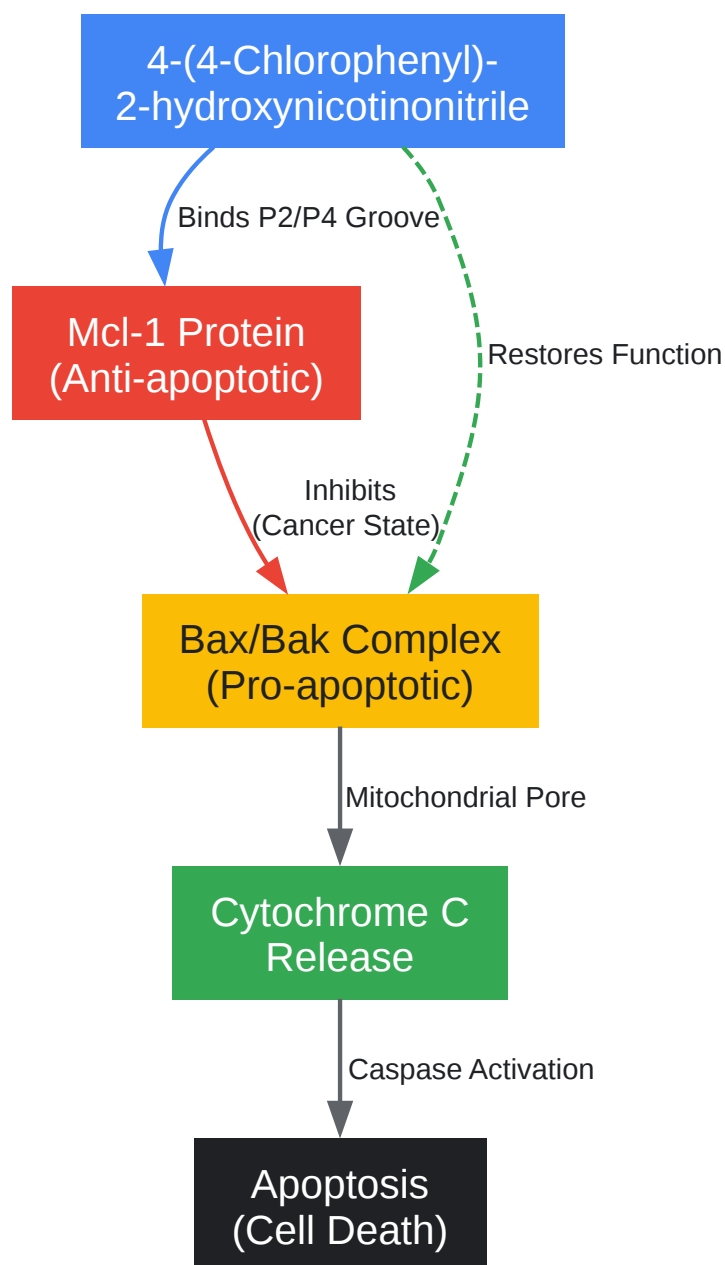 4-(4-Chlorophenyl)-
2-hydroxynicotinonitrile
Binds P2/P4 Groove
Mcl-1 Protein
(Anti-apoptotic)
Restores Function
Inhibits
(Cancer State)
Bax/Bak Complex
(Pro-apoptotic)
Mitochondrial Pore
Cytochrome C
Release
Caspase Activation
Apoptosis
(Cell Death)